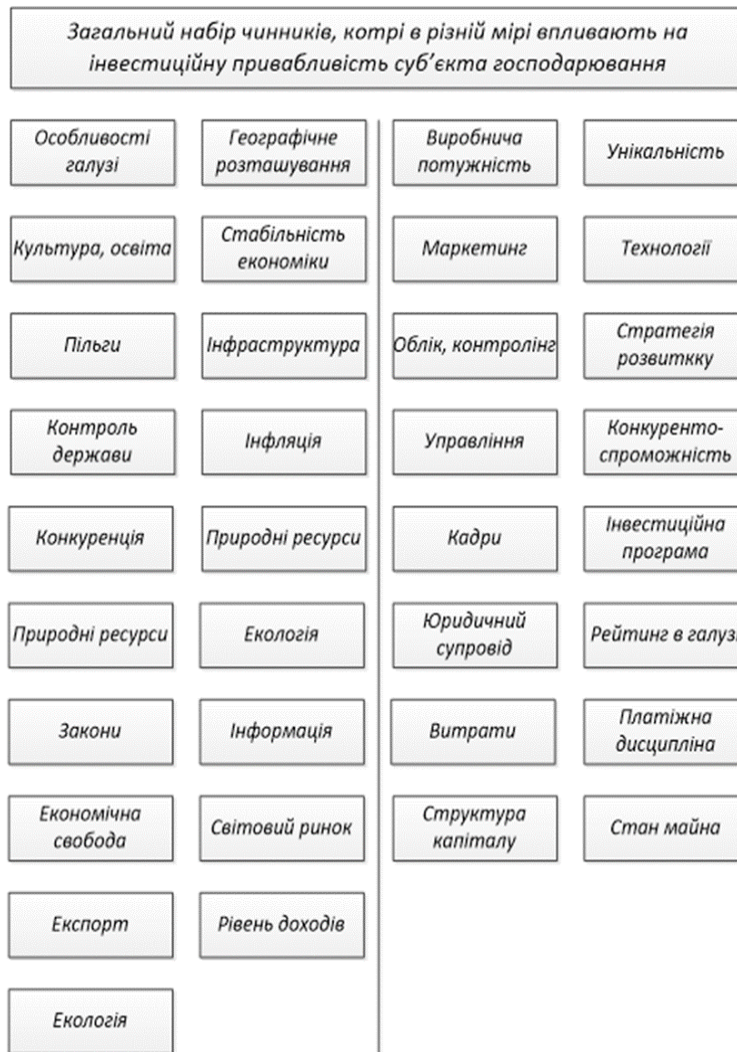 Загальний набір чинників, котрі в різній мірі впливають на
інвестиційну привабливість суб’єкта господарювання
Особливості
галузі
Географічне
розташування
Виробнича
потужність
Унікальність
Культура, освіта
Стабільність
економіки
Маркетинг
Технології
Пільги
Інфраструктура
Облік, контролінг
Стратегія
розвиткку
Контроль
держави
Інфляція
Управління
Конкуренто-
спроможність
Конкуренція
Природні ресурси
Кадри
Інвестиційна
програма
Природні ресурси
Екологія
Юридичний
супровід
Рейтинг в галузі
Закони
Інформація
Витрати
Платіжна
дисципліна
Економічна
свобода
Світовий ринок
Структура
капіталу
Стан майна
Експорт
Рівень доходів
Екологія